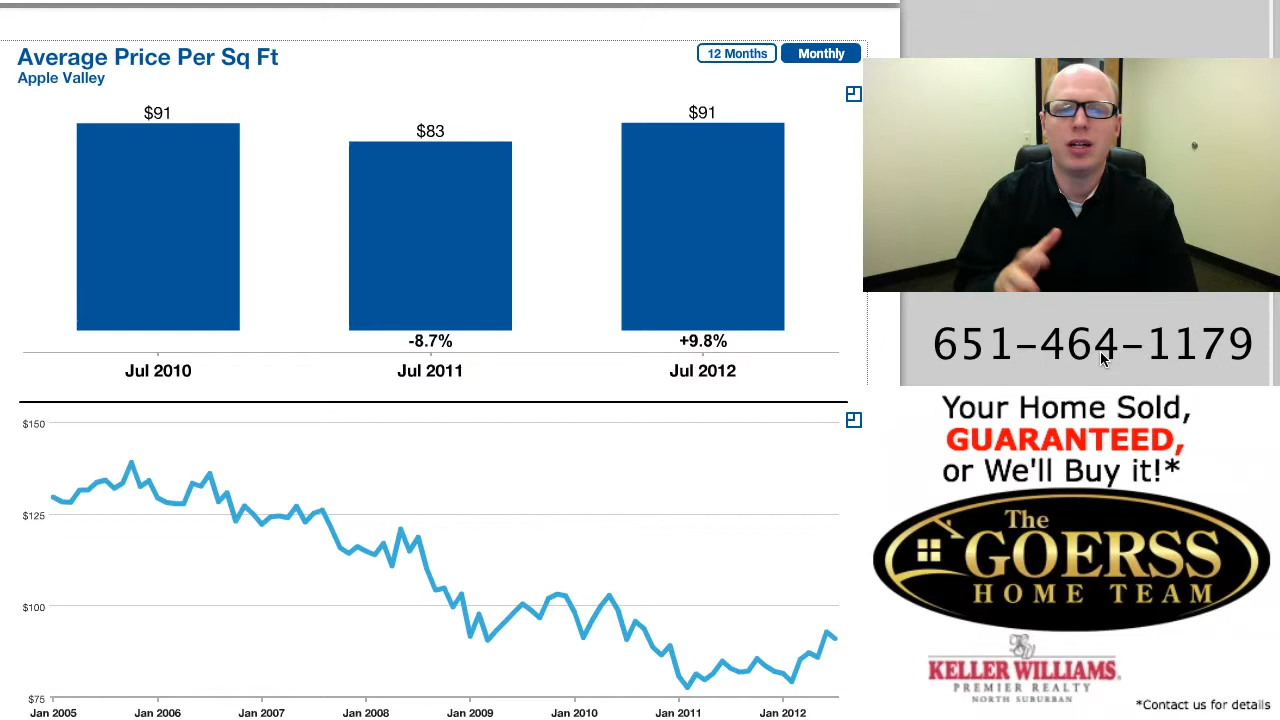 Average Price Per Sq Ft
Apple Valley
12 Months
Monthly
$91
$83
$91
-8.7%
+9.8%
Jul 2010
Jul 2011
Jul 2012
$150
$125
$100
$75
Jan 2005
Jan 2006
Jan 2007
Jan 2008
Jan 2009
Jan 2010
Jan 2011
Jan 2012
651-464-1179
Your Home Sold,
GUARANTEED,
or We'll Buy it!*
The
GOERSS
HOME TEAM
KELLER WILLIAMS.
PREMIER REALTY
NORTH SUBURBAN
*Contact us for details